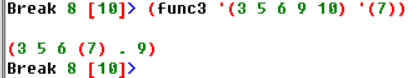 Break 8 [10]> (func3 '(3 5 6 9 10) '(7))
(3 5 6 (7) . 9)
Break 8 [10]>